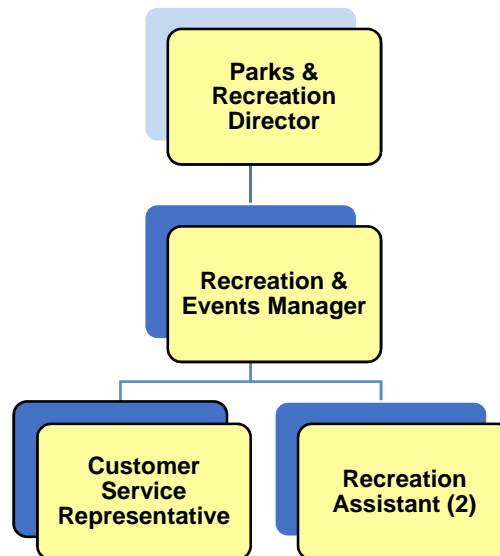 Parks &
Recreation
Director
Recreation &
Events Manager
Customer
Service
Representative
Recreation
Assistant (2)